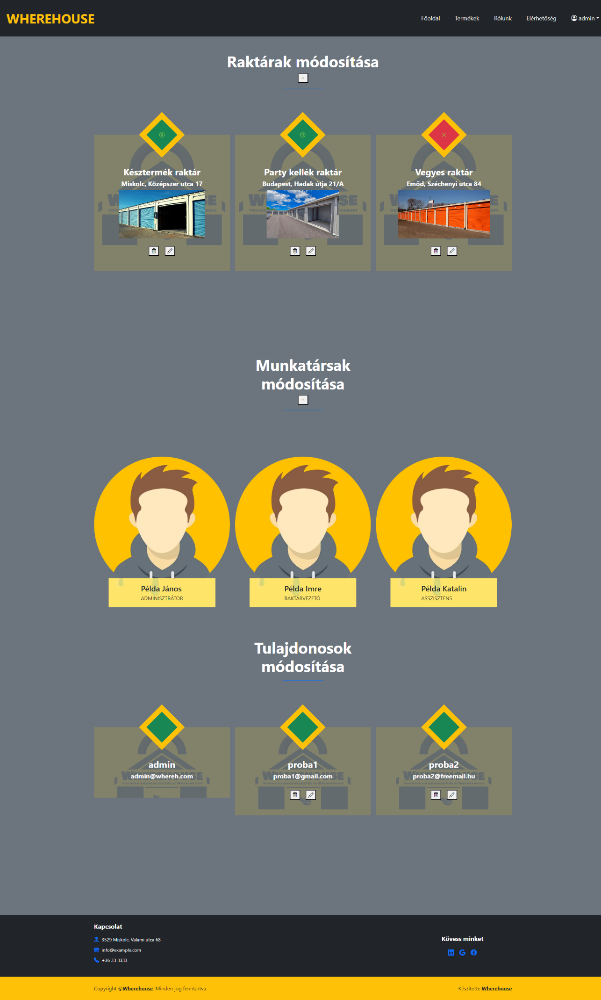 WHEREHOUSE
Főoldal Termékek Rólunk Elérhetőség admin
Raktárak módosítása
+
Késztermék raktár
Miskolc, Középszer utca 17
Party kellék raktár
Budapest, Hadak útja 21/A
Vegyes raktár
Emőd, Széchenyi utca 84
Munkatársak
módosítása
+
Példa János
ADMINISZTRÁTOR
Példa Imre
RAKTÁRVEZETŐ
Példa Katalin
ASSZISZTENS
Tulajdonosok
módosítása
WHEREHOUSE
admin
admin@whereh.com
WHEREHOUSE
proba1
proba1@gmail.com
WHEREHOUSE
proba2
proba2@freemail.hu
Kapcsolat
3529 Miskolc, Valami utca 68
info@example.com
+36 33 3333
Kövess minket
Copyright ©Wherehouse. Minden jog fenntartva.
Készítette:Wherehouse